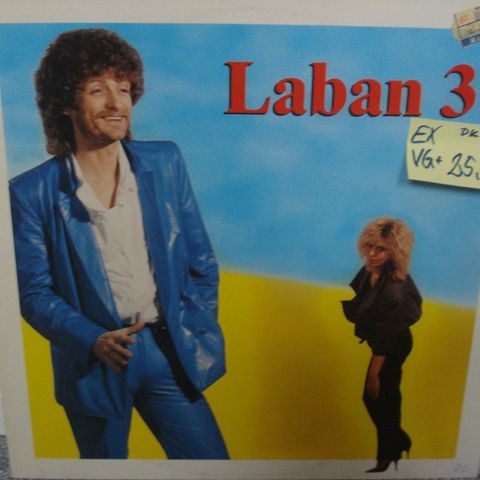 Laban 3
EX DK
VG+ 25,